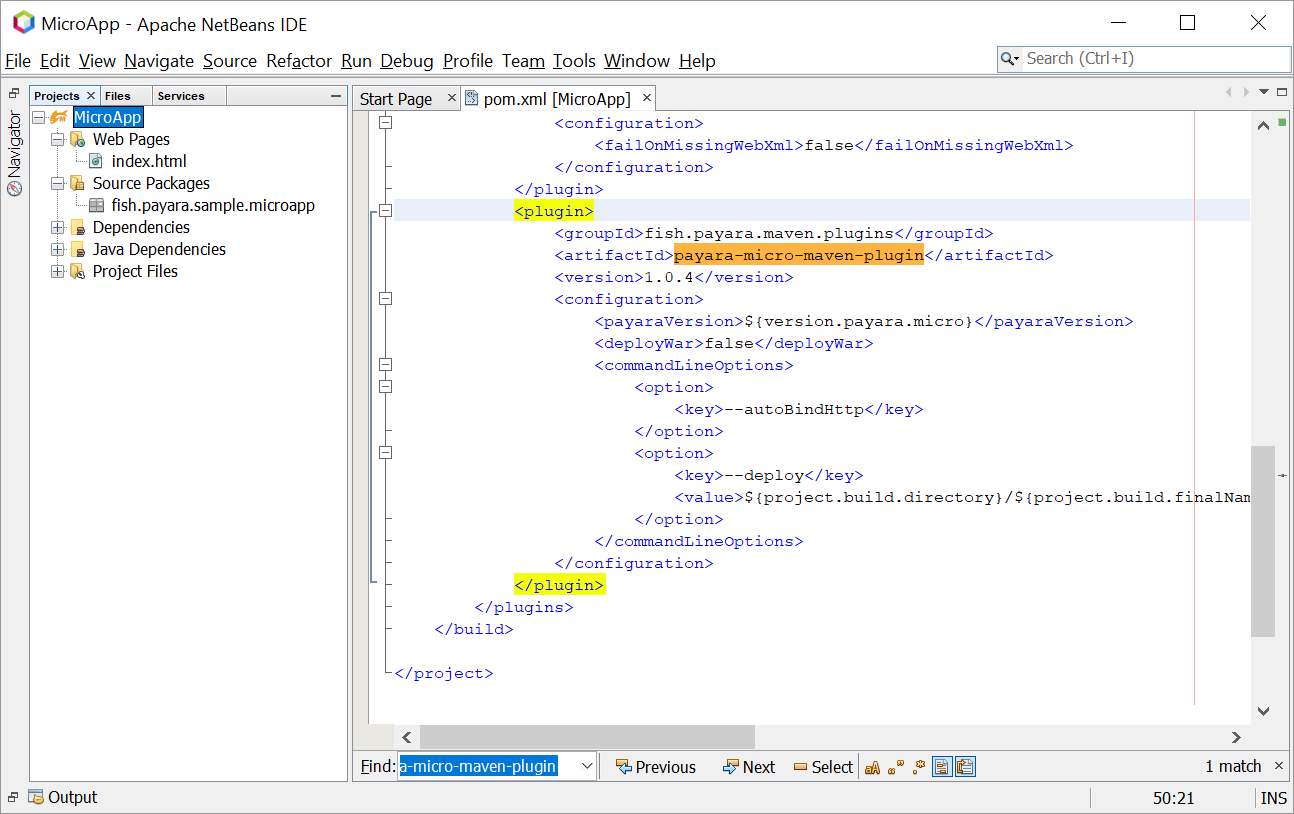 MicroApp - Apache NetBeans IDE
File Edit View Navigate Source Refactor Run Debug Profile Team Tools Window Help
Search (Ctrl+I)
Navigator
Projects Files Services
MicroApp
Web Pages
index.html
Source Packages
fish.payara.sample.microapp
Dependencies
Java Dependencies
Project Files
Start Page pom.xml [MicroApp]
<configuration>
<failOnMissingWebXml>false</failOnMissingWebXml>
</configuration>
</plugin>
<plugin>
<groupId>fish.payara.maven.plugins</groupId>
<artifactId>payara-micro-maven-plugin</artifactId>
<version>1.0.4</version>
<configuration>
<payaraVersion>${version.payara.micro}</payaraVersion>
<deployWar>false</deployWar>
<commandLineOptions>
<option>
<key>--autoBindHttp</key>
</option>
<option>
<key>--deploy</key>
<value>${project.build.directory}/${project.build.finalNam
</option>
</commandLineOptions>
</configuration>
</plugin>
</plugins>
</build>
</project>
Find: a-micro-maven-plugin Previous Next Select aA 1 match
Output
50:21 INS